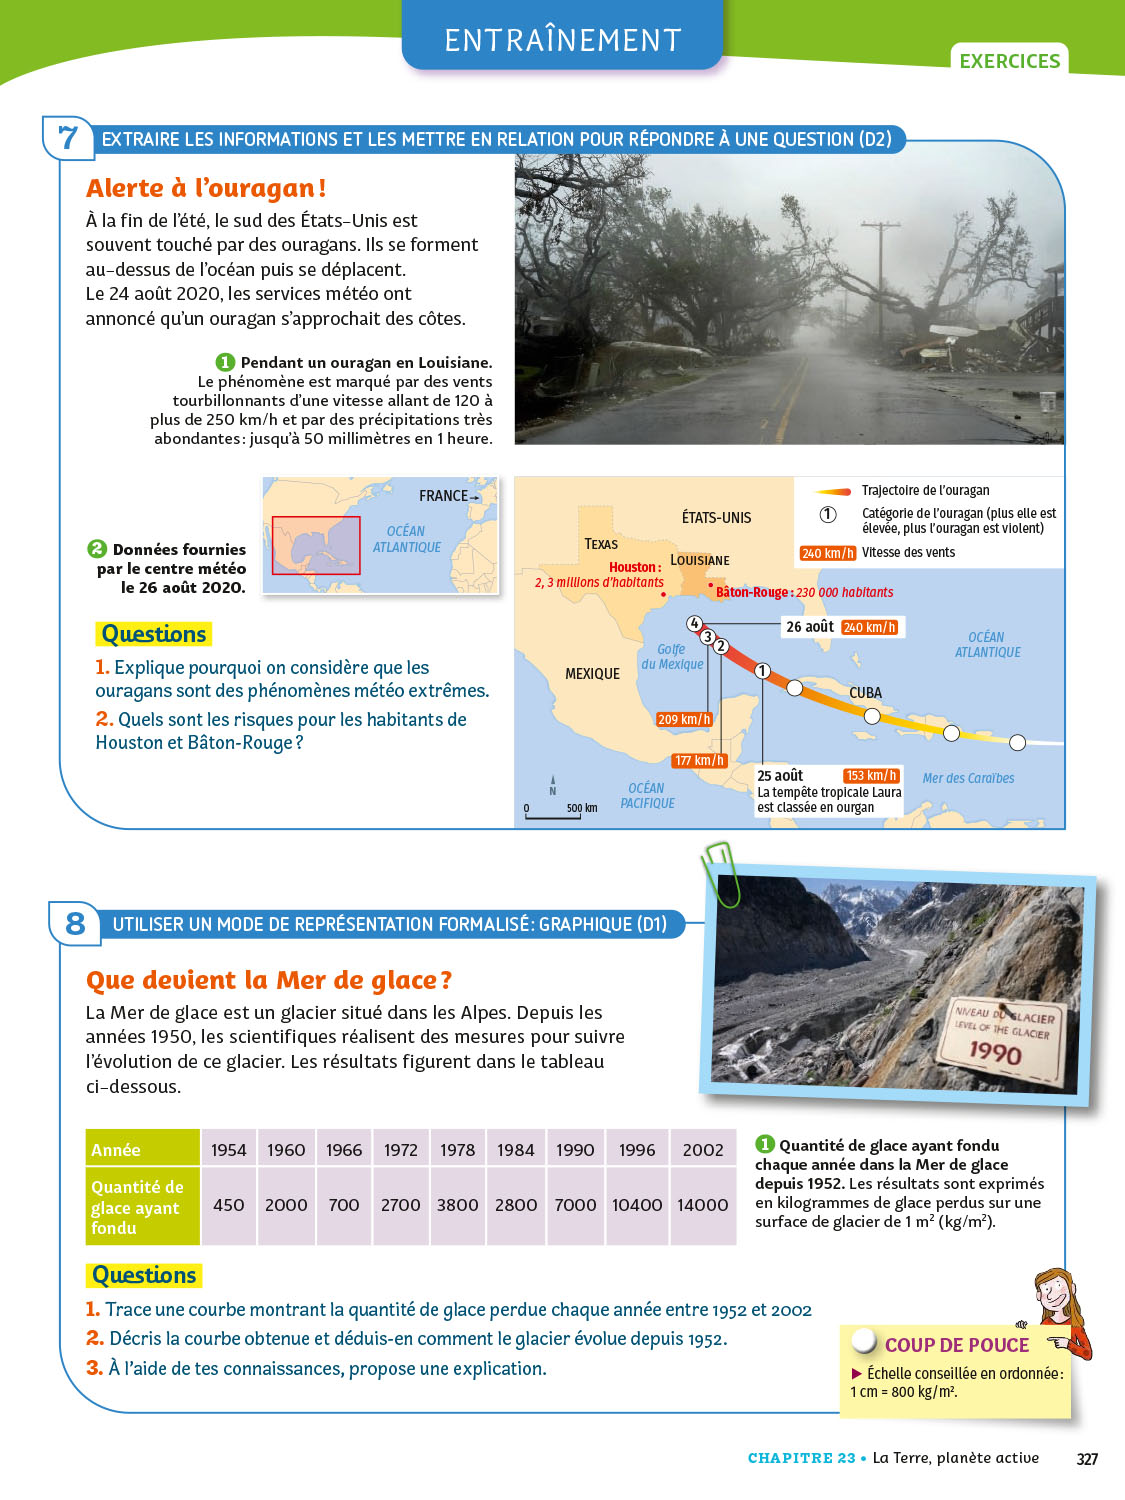 ENTRAÎNEMENT
EXERCICES
7
EXTRAIRE LES INFORMATIONS ET LES METTRE EN RELATION POUR RÉPONDRE À UNE QUESTION (D2)
Alerte à l'ouragan !
À la fin de l'été, le sud des États-Unis est
souvent touché par des ouragans. Ils se forment
au-dessus de l'océan puis se déplacent.
Le 24 août 2020, les services météo ont
annoncé qu'un ouragan s'approchait des côtes.
1 Pendant un ouragan en Louisiane.
Le phénomène est marqué par des vents
tourbillonnants d'une vitesse allant de 120 à
plus de 250 km/h et par des précipitations très
abondantes : jusqu'à 50 millimètres en 1 heure.
2 Données fournies
par le centre météo
le 26 août 2020.
FRANCE→
OCÉAN
ATLANTIQUE
Trajectoire de l'ouragan
1
Catégorie de l'ouragan (plus elle est
élevée, plus l'ouragan est violent)
240 km/h Vitesse des vents
ÉTATS-UNIS
TEXAS
LOUISIANE
Houston :
2, 3 millions d'habitants
Bâton-Rouge : 230 000 habitants
4
3
2
1
26 août 240 km/h
Golfe
du Mexique
OCÉAN
ATLANTIQUE
MEXIQUE
CUBA
209 km/h
177 km/h
25 août 153 km/h
La tempête tropicale Laura
est classée en ourgan
Mer des Caraïbes
OCÉAN
PACIFIQUE
N
0 500 km
Questions
1. Explique pourquoi on considère que les
ouragans sont des phénomènes météo extrêmes.
2. Quels sont les risques pour les habitants de
Houston et Bâton-Rouge ?
8
UTILISER UN MODE DE REPRÉSENTATION FORMALISÉ : GRAPHIQUE (D1)
Que devient la Mer de glace ?
La Mer de glace est un glacier situé dans les Alpes. Depuis les
années 1950, les scientifiques réalisent des mesures pour suivre
l'évolution de ce glacier. Les résultats figurent dans le tableau
ci-dessous.
NIVEAU DU GLACIER
LEVEL OF THE GLACIER
1990
Année 1954 1960 1966 1972 1978 1984 1990 1996 2002
Quantité de
glace ayant
fondu
450 2000 700 2700 3800 2800 7000 10400 14000
1 Quantité de glace ayant fondu
chaque année dans la Mer de glace
depuis 1952. Les résultats sont exprimés
en kilogrammes de glace perdus sur une
surface de glacier de 1 m² (kg/m²).
Questions
1. Trace une courbe montrant la quantité de glace perdue chaque année entre 1952 et 2002
2. Décris la courbe obtenue et déduis-en comment le glacier évolue depuis 1952.
3. À l'aide de tes connaissances, propose une explication.
COUP DE POUCE
▶ Échelle conseillée en ordonnée :
1 cm = 800 kg/m².
CHAPITRE 23 • La Terre, planète active 327